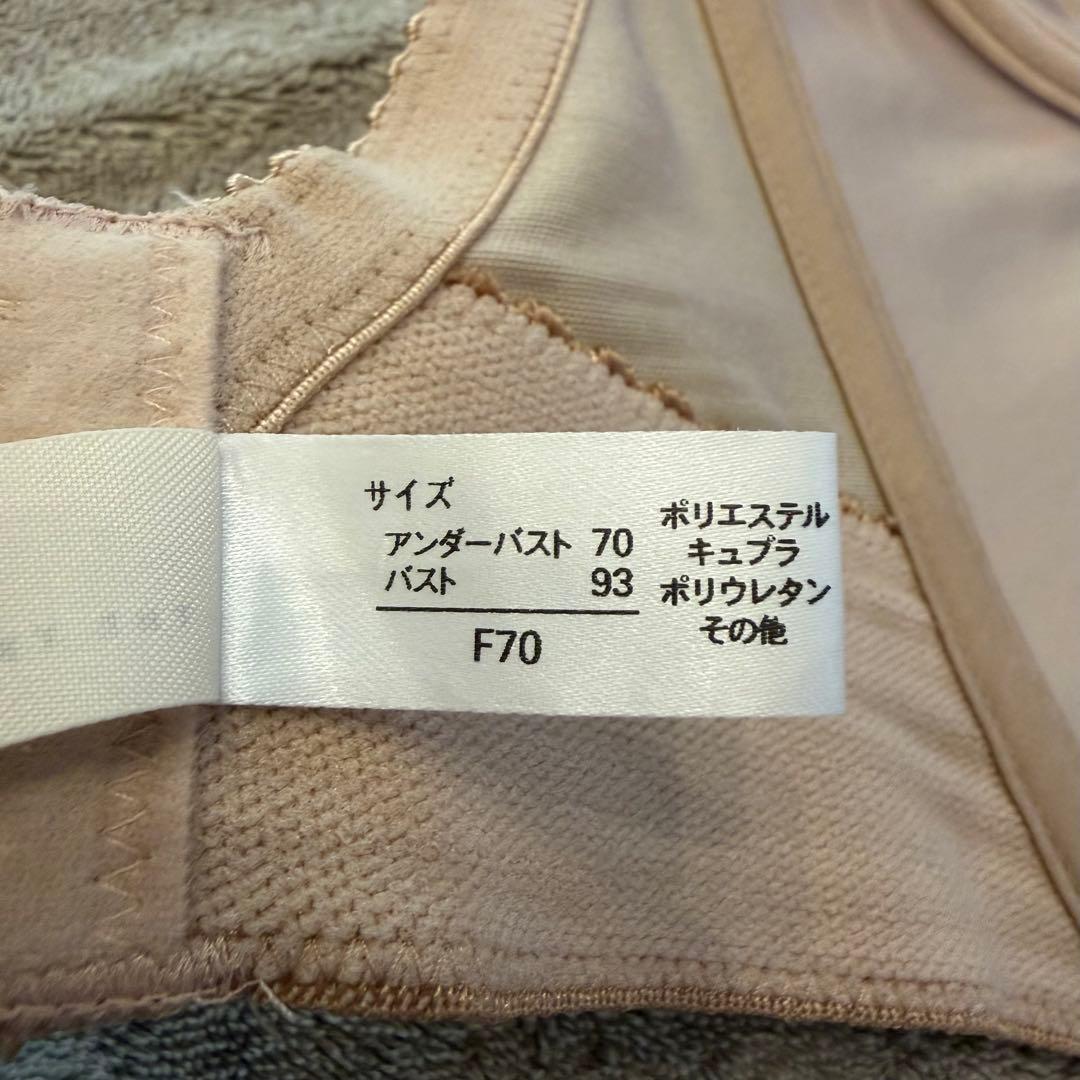 サイズ
アンダーバスト 70
バスト 93
F70
ポリエステル
キュプラ
ポリウレタン
その他